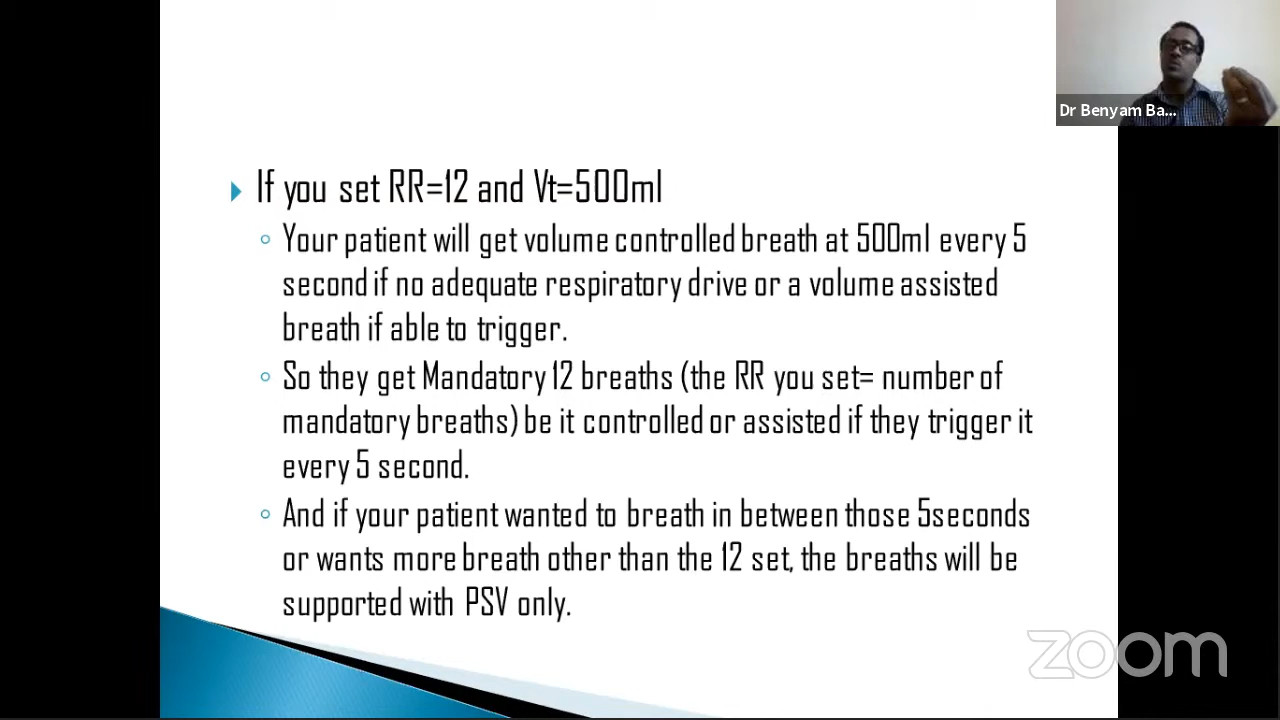 Dr Benyam Ba...
If you set RR=12 and Vt=500ml
Your patient will get volume controlled breath at 500ml every 5
second if no adequate respiratory drive or a volume assisted
breath if able to trigger.
So they get Mandatory 12 breaths (the RR you set= number of
mandatory breaths) be it controlled or assisted if they trigger it
every 5 second.
And if your patient wanted to breath in between those 5seconds
or wants more breath other than the 12 set, the breaths will be
supported with PSV only.
zoom